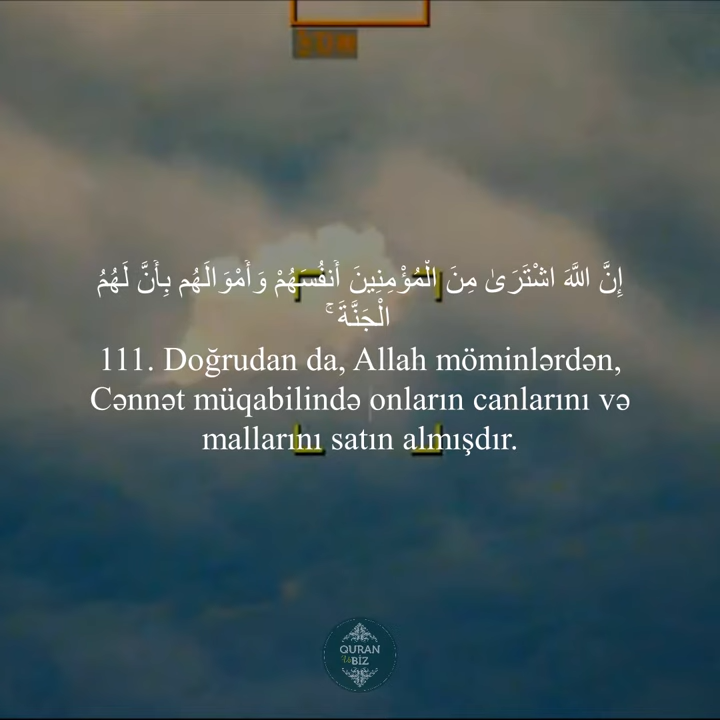 إِنَّ اللَّهَ اشْتَرَىٰ مِنَ الْمُؤْمِنِينَ أَنفُسَهُمْ وَأَمْوَالَهُم بِأَنَّ لَهُمُ
الْجَنَّةَ ۚ
111. Doğrudan da, Allah möminlərdən,
Cənnət müqabilində onların canlarını və
mallarını satın almışdır.
QURAN
BİZ